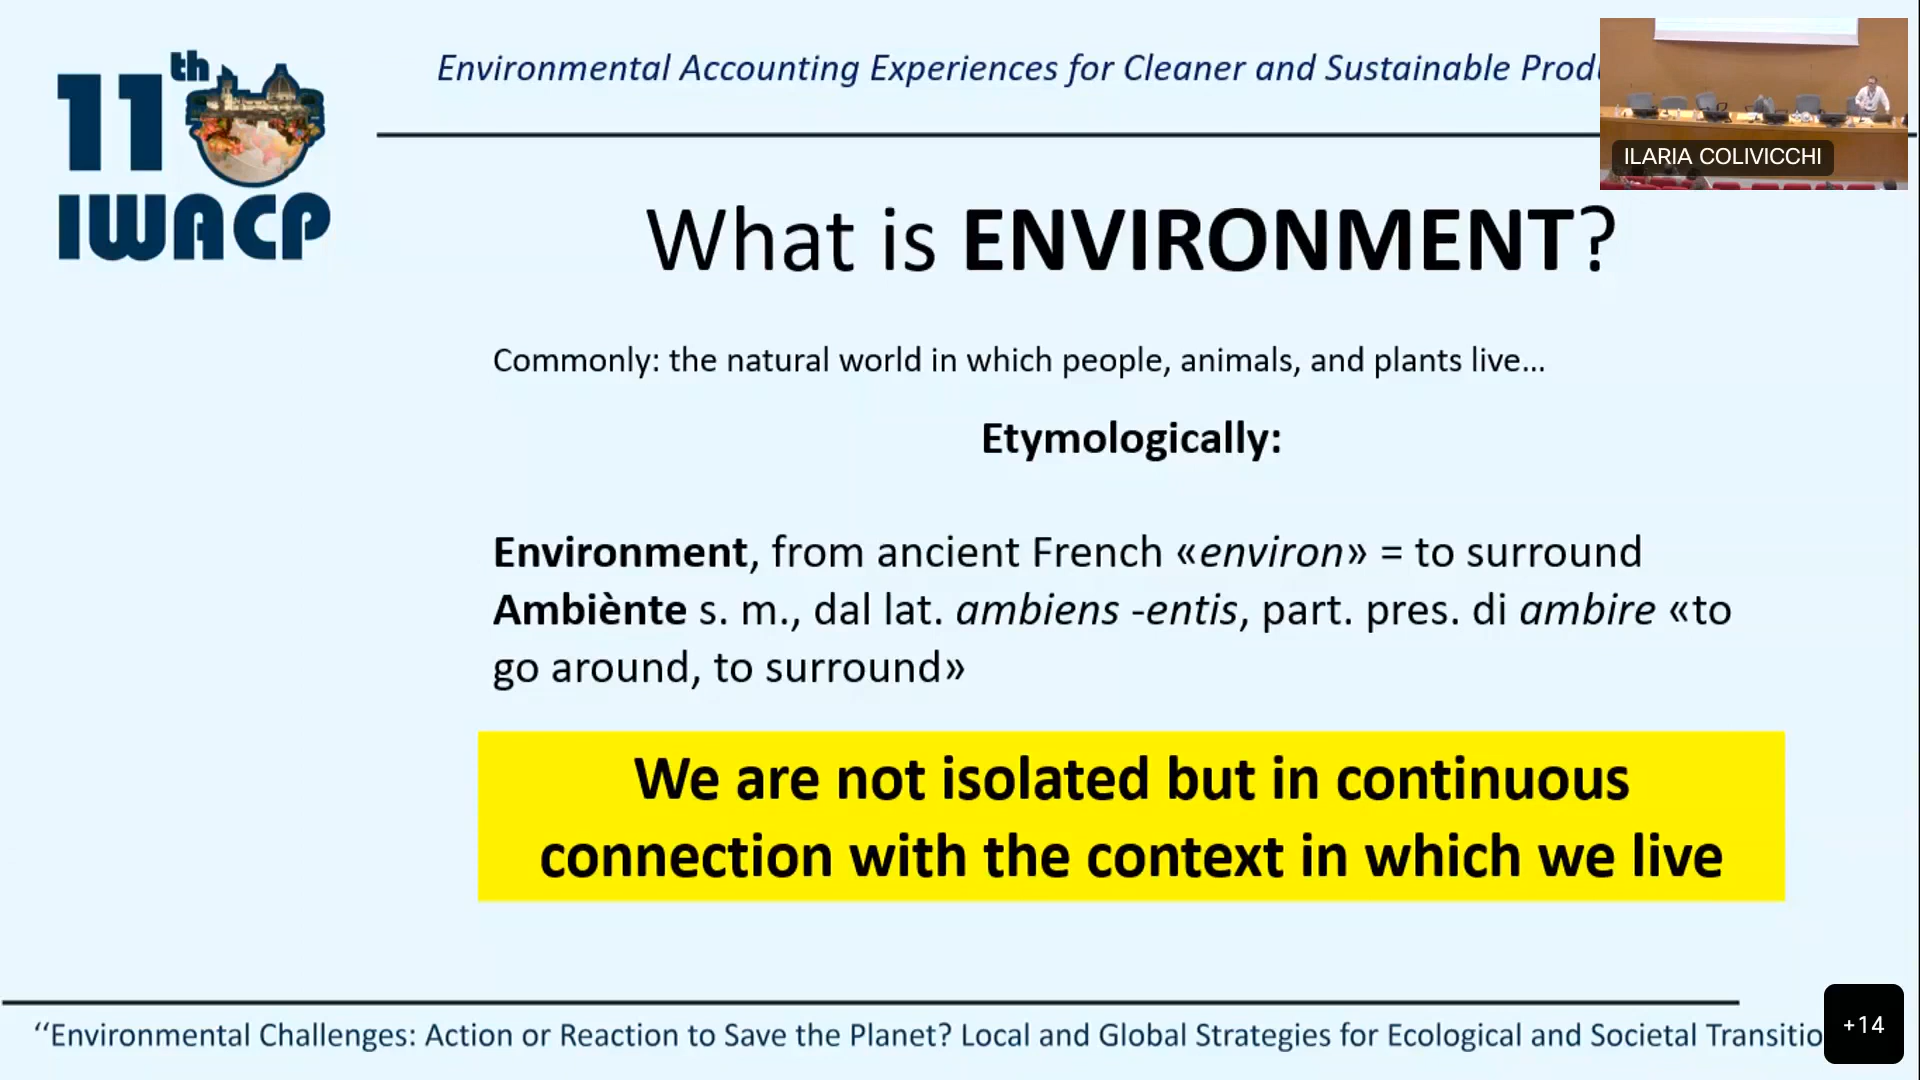 11th
IWACP
Environmental Accounting Experiences for Cleaner and Sustainable
ILARIA COLIVICCHI
What is ENVIRONMENT?
Commonly: the natural world in which people, animals, and plants live...
Etymologically:
Environment, from ancient French «environ» = to surround
Ambiènte s. m., dal lat. ambiens -entis, part. pres. di ambire «to
go around, to surround»
We are not isolated but in continuous
connection with the context in which we live
“Environmental Challenges: Action or Reaction to Save the Planet? Local and Global Strategies for Ecological and Societal
+14